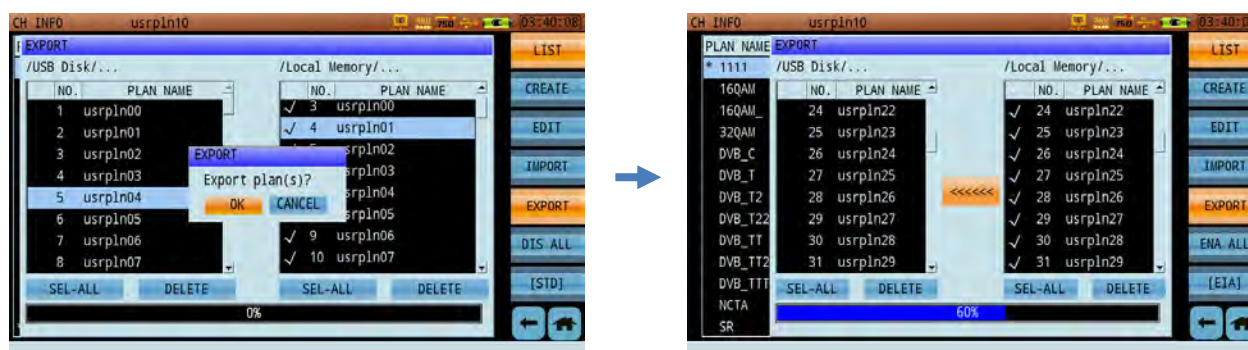 CH INFO usrpln10 750 (03:40:08)
EXPORT
/USB Disk/... /Local Memory/...
NO. PLAN NAME NO. PLAN NAME
1 usrpln00 ✓ 3 usrpln00
2 usrpln01 ✓ 4 usrpln01
3 usrpln02 srpln02
4 usrpln03 srpln03
5 usrpln04 srpln04
6 usrpln05 srpln05
7 usrpln06 ✓ 9 usrpln06
8 usrpln07 ✓ 10 usrpln07
EXPORT
Export plan(s)?
OK CANCEL
SEL-ALL DELETE SEL-ALL DELETE
0%
LIST
CREATE
EDIT
IMPORT
EXPORT
DIS ALL
[STD]
CH INFO usrpln10 750
PLAN NAME
* 1111
16QAM
16QAM_
32QAM
DVB_C
DVB_T
DVB_T2
DVB_T22
DVB_TT
DVB_TT2
DVB_TTT
NCTA
SR
EXPORT
/USB Disk/... /Local Memory/...
NO. PLAN NAME NO. PLAN NAME
24 usrpln22 ✓ 24 usrpln22
25 usrpln23 ✓ 25 usrpln23
26 usrpln24 ✓ 26 usrpln24
27 usrpln25 ✓ 27 usrpln25
28 usrpln26 ✓ 28 usrpln26
29 usrpln27 ✓ 29 usrpln27
30 usrpln28 ✓ 30 usrpln28
31 usrpln29 ✓ 31 usrpln29
<<<<<<
SEL-ALL DELETE SEL-ALL DELETE
60%
LIST
CREATE
EDIT
IMPORT
EXPORT
ENA ALL
[EIA]